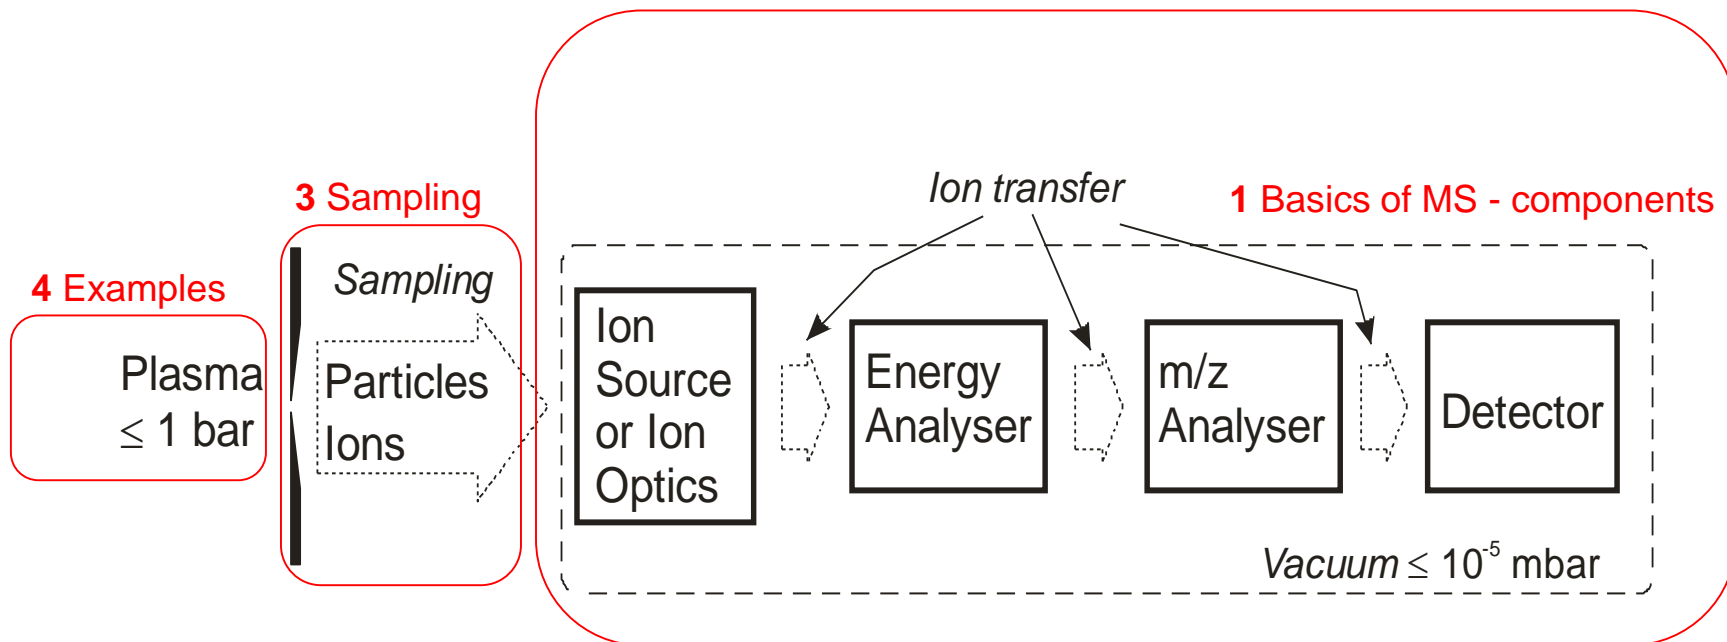 4 Examples
Plasma
≤ 1 bar
3 Sampling
Sampling
Particles
Ions
1 Basics of MS - components
Ion transfer
Ion
Source
or Ion
Optics
Energy
Analyser
m/z
Analyser
Detector
Vacuum ≤ 10⁻⁵ mbar